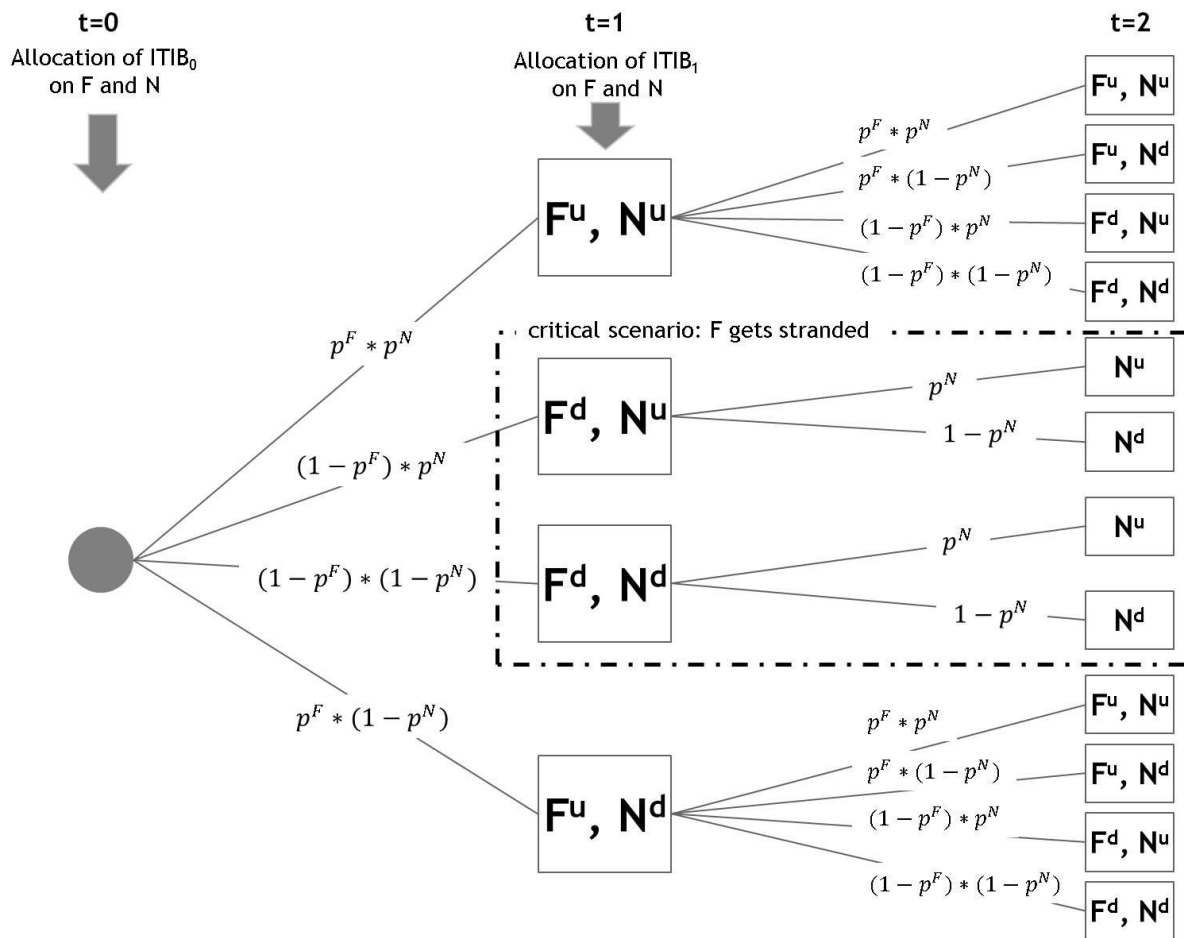 t=0
t=1
t=2
Allocation of ITIB₀
on F and N
Allocation of ITIB₁
on F and N
Fᵘ, Nᵘ
p^F * p^N
Fᵘ, Nᵈ
p^F * (1 − p^N)
Fᵘ, Nᵘ
(1 − p^F) * p^N
Fᵈ, Nᵘ
(1 − p^F) * (1 − p^N)
Fᵈ, Nᵈ
critical scenario: F gets stranded
p^F * p^N
Nᵘ
p^N
Fᵈ, Nᵘ
1 − p^N
Nᵈ
(1 − p^F) * p^N
Nᵘ
p^N
(1 − p^F) * (1 − p^N)
Fᵈ, Nᵈ
1 − p^N
Nᵈ
p^F * (1 − p^N)
Fᵘ, Nᵘ
p^F * p^N
p^F * (1 − p^N)
Fᵘ, Nᵈ
Fᵘ, Nᵈ
(1 − p^F) * p^N
Fᵈ, Nᵘ
(1 − p^F) * (1 − p^N)
Fᵈ, Nᵈ